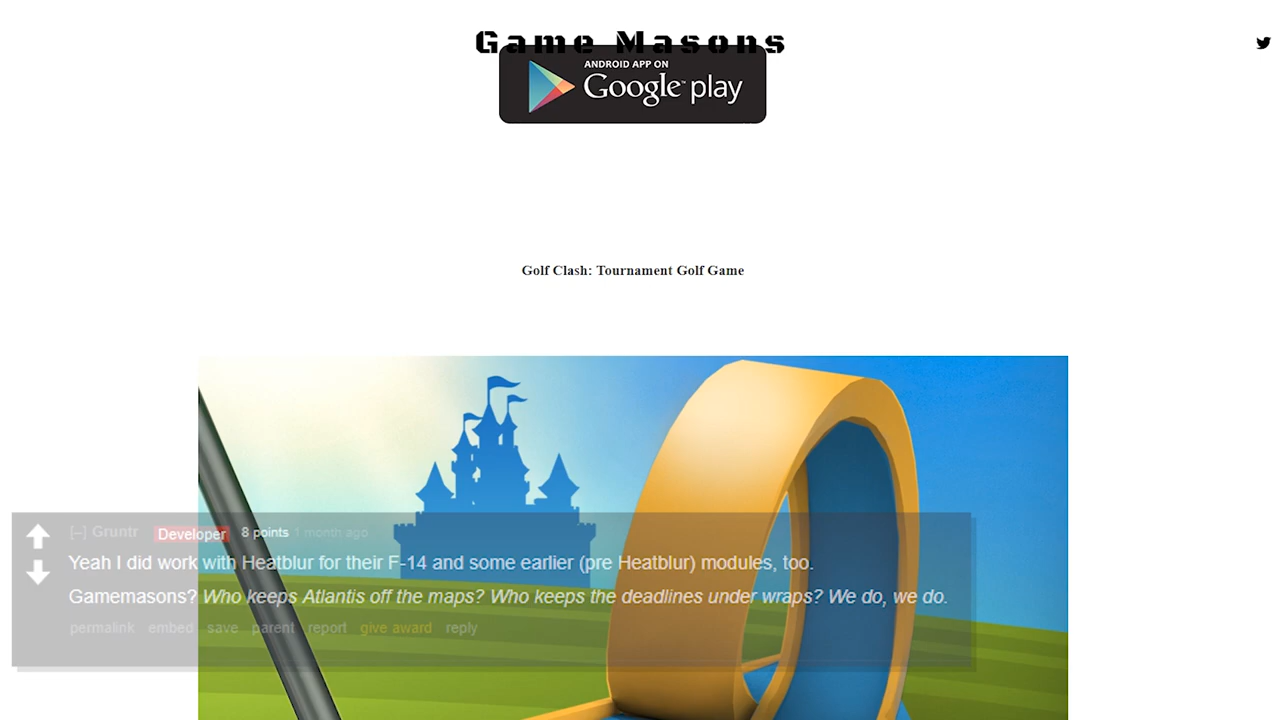 Game Masons
ANDROID APP ON
Google play
Golf Clash: Tournament Golf Game
[–] Gruntr Developer 8 points 1 month ago
Yeah I did work with Heatblur for their F-14 and some earlier (pre Heatblur) modules, too.
Gamemasons? Who keeps Atlantis off the maps? Who keeps the deadlines under wraps? We do, we do.
permalink embed save parent report give award reply